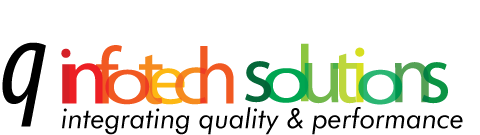 q infotech solutions
integrating quality & performance